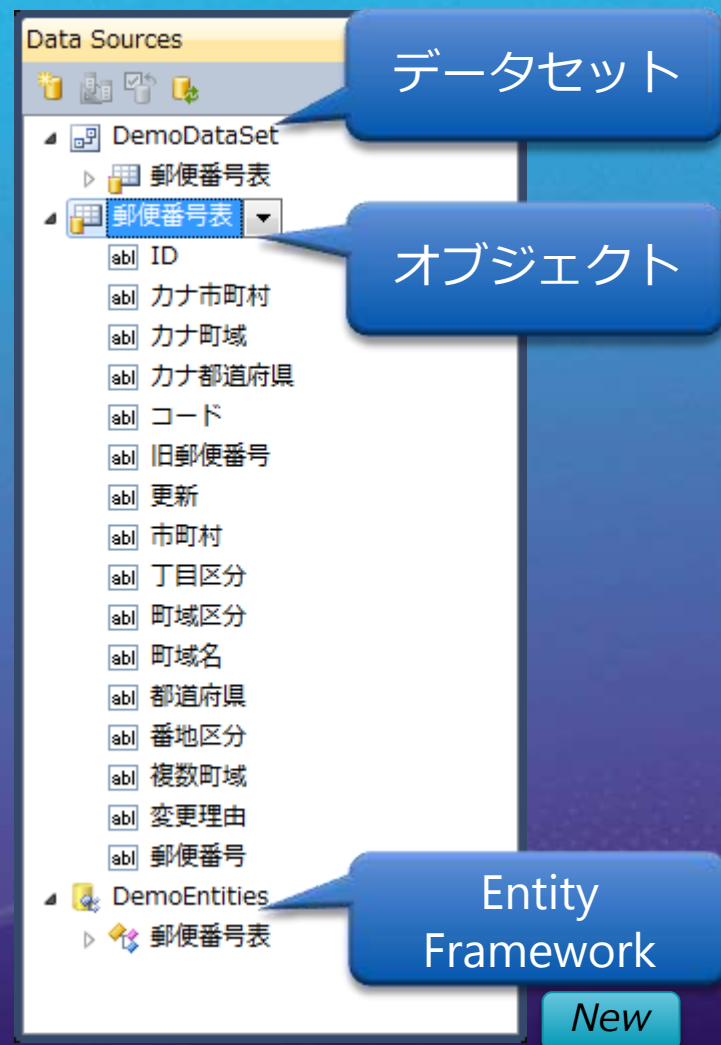 Data Sources
データセット
DemoDataSet
郵便番号表
郵便番号表
オブジェクト
ID
カナ市町村
カナ町域
カナ都道府県
コード
旧郵便番号
更新
市町村
丁目区分
町域区分
町域名
都道府県
番地区分
複数町域
変更理由
郵便番号
DemoEntities
郵便番号表
Entity
Framework
New